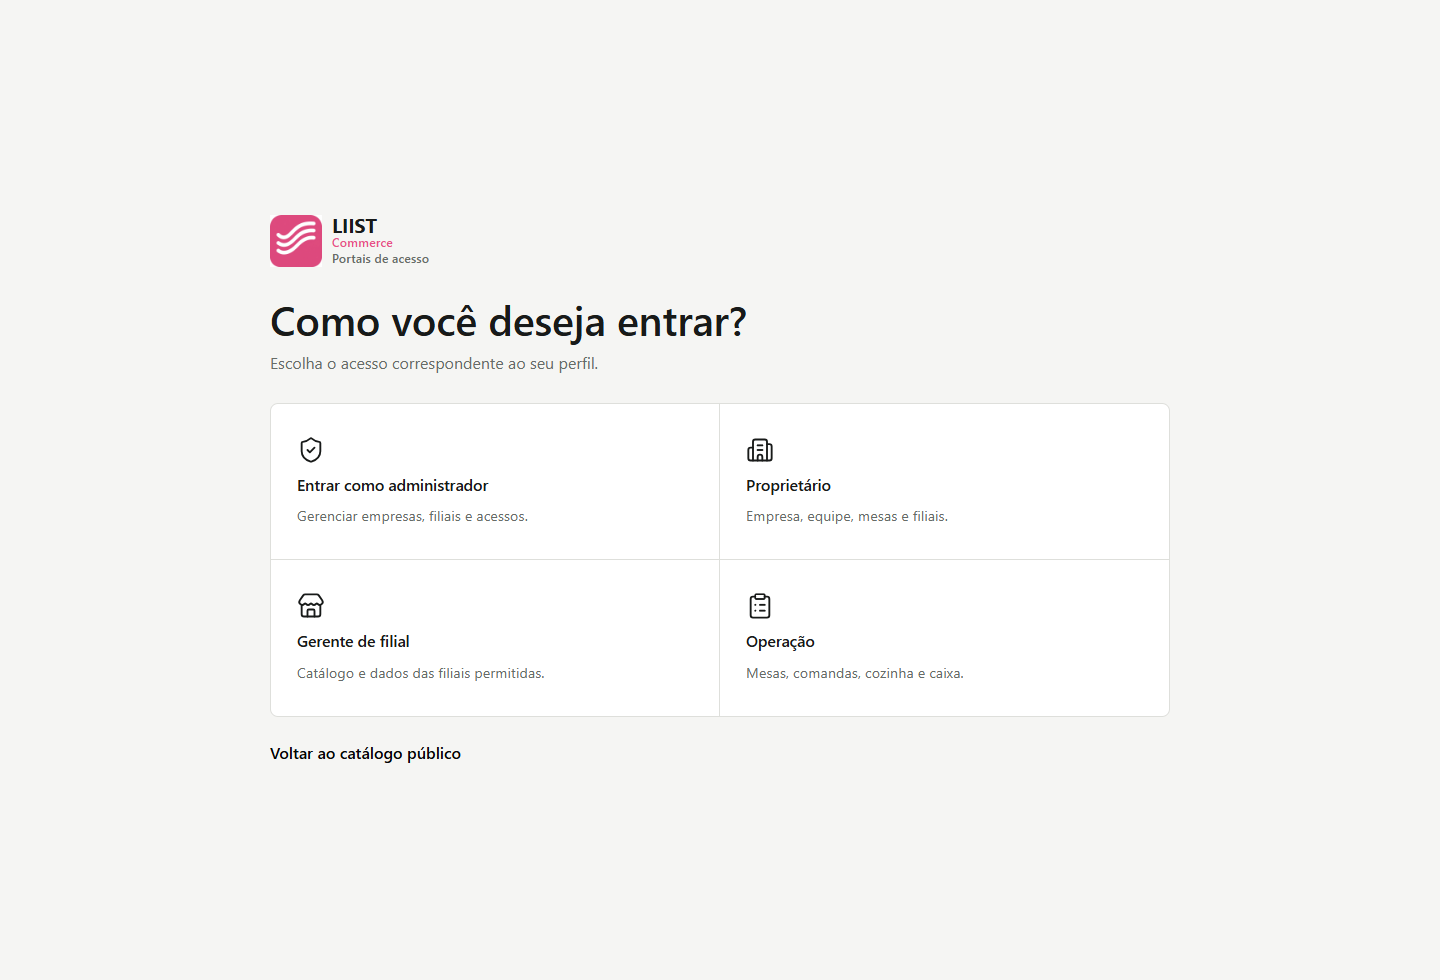 LIIST
Commerce
Portais de acesso
Como você deseja entrar?
Escolha o acesso correspondente ao seu perfil.
Entrar como administrador
Gerenciar empresas, filiais e acessos.
Proprietário
Empresa, equipe, mesas e filiais.
Gerente de filial
Catálogo e dados das filiais permitidas.
Operação
Mesas, comandas, cozinha e caixa.
Voltar ao catálogo público